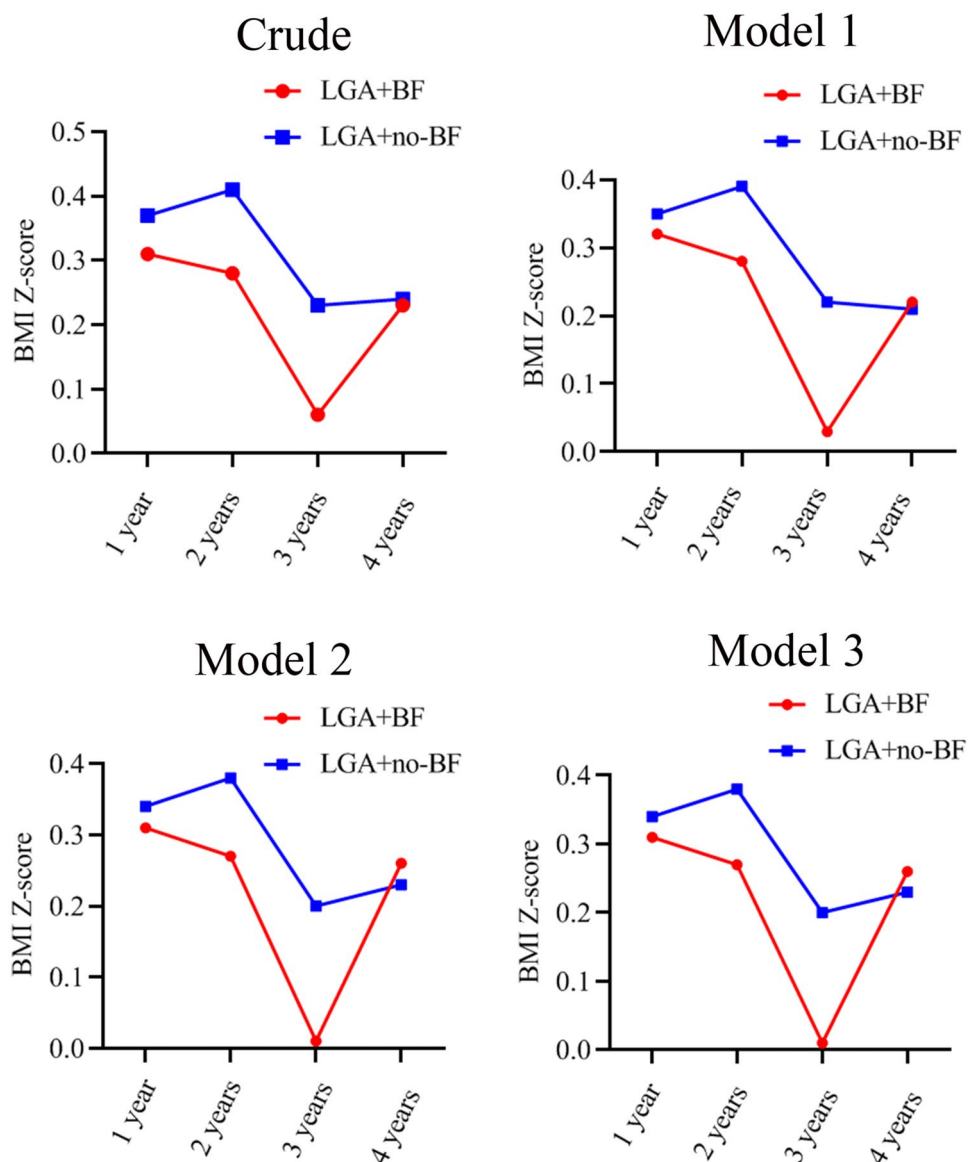 Crude
LGA+BF
LGA+no-BF
BMI Z-score
0.5
0.4
0.3
0.2
0.1
0.0
1 year
2 years
3 years
4 years
Model 1
LGA+BF
LGA+no-BF
BMI Z-score
0.4
0.3
0.2
0.1
0.0
1 year
2 years
3 years
4 years
Model 2
LGA+BF
LGA+no-BF
BMI Z-score
0.4
0.3
0.2
0.1
0.0
1 year
2 years
3 years
4 years
Model 3
LGA+BF
LGA+no-BF
BMI Z-score
0.4
0.3
0.2
0.1
0.0
1 year
2 years
3 years
4 years